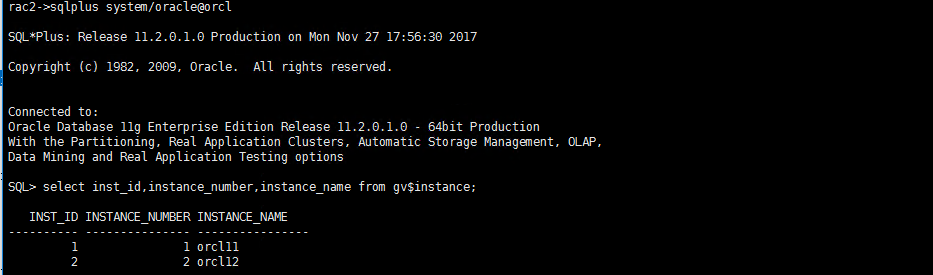 rac2->sqlplus system/oracle@orcl
SQL*Plus: Release 11.2.0.1.0 Production on Mon Nov 27 17:56:30 2017
Copyright (c) 1982, 2009, Oracle.  All rights reserved.
Connected to:
Oracle Database 11g Enterprise Edition Release 11.2.0.1.0 - 64bit Production
With the Partitioning, Real Application Clusters, Automatic Storage Management, OLAP,
Data Mining and Real Application Testing options
SQL> select inst_id,instance_number,instance_name from gv$instance;
   INST_ID INSTANCE_NUMBER INSTANCE_NAME
---------- --------------- ----------------
         1               1 orcl11
         2               2 orcl12